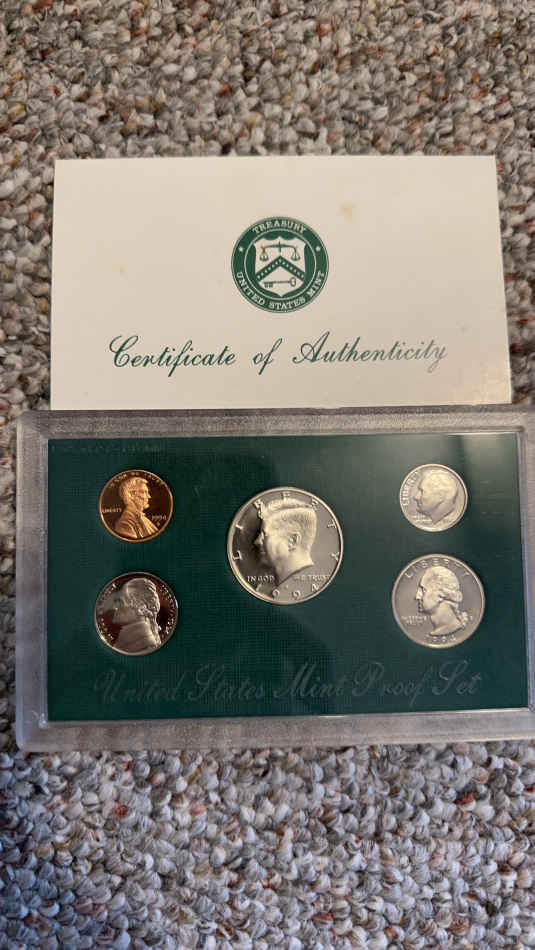 TREASURY
UNITED STATES MINT
Certificate of Authenticity
LIBERTY
1994
LIBERTY
IN GOD WE TRUST
1994
LIBERTY
LIBERTY
United States Mint Proof Set